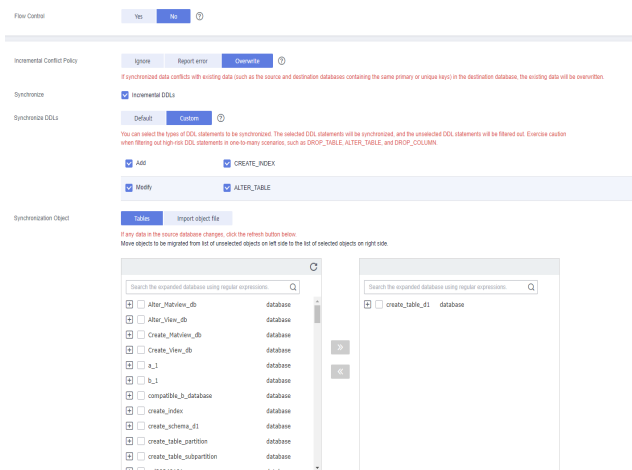 Flow Control Yes No
Incremental Conflict Policy Ignore Report error Overwrite
If synchronized data conflicts with existing data (such as the source and destination databases containing the same primary or unique keys) in the destination database, the existing data will be overwritten.
Synchronize Incremental DDLs
Synchronize DDLs Default Custom
You can select the types of DDL statements to be synchronized. The selected DDL statements will be synchronized, and the unselected DDL statements will be filtered out. Exercise caution
when filtering out high-risk DDL statements in one-to-many scenario, such as DROP_TABLE, ALTER_TABLE, and DROP_COLUMN.
Add CREATE_INDEX
Modify ALTER_TABLE
Synchronization Object Tables Import object file
If any data in the source database changes, click the refresh button below.
Move objects to be migrated from list of unselected objects on left side to the list of selected objects on right side.
Search the expanded database using regular expressions. Search the expanded database using regular expressions.
Alter_Matview_db database create_table_d1 database
Alter_View_db database
Create_Matview_db database
Create_View_db database
a_1 database
b_1 database
compatible_b_database database
create_index database
create_schema_d1 database
create_table_partition database
create_table_subpartition database